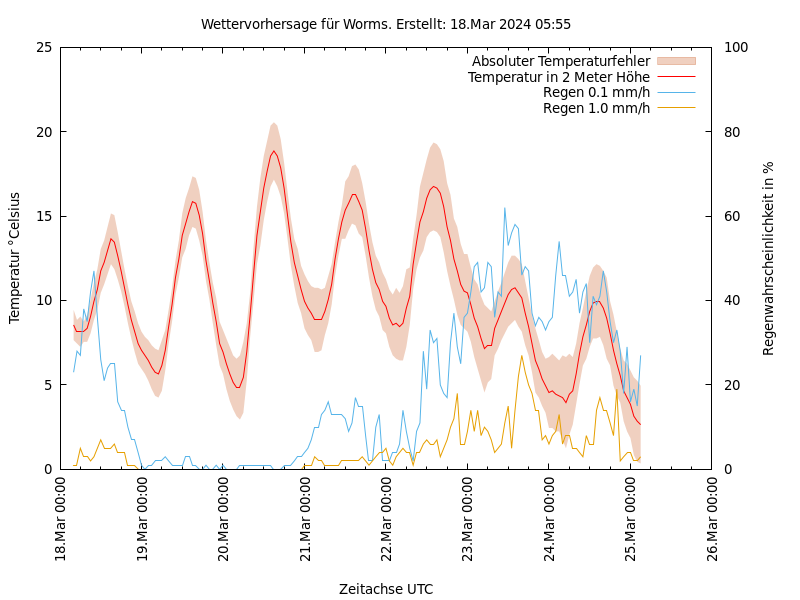 Wettervorhersage für Worms. Erstellt: 18.Mar 2024 05:55
Absoluter Temperaturfehler
Temperatur in 2 Meter Höhe
Regen 0.1 mm/h
Regen 1.0 mm/h
Temperatur °Celsius
25
20
15
10
5
0
100
80
60
40
20
0
Regenwahrscheinlichkeit in %
18.Mar 00:00
19.Mar 00:00
20.Mar 00:00
21.Mar 00:00
22.Mar 00:00
23.Mar 00:00
24.Mar 00:00
25.Mar 00:00
26.Mar 00:00
Zeitachse UTC